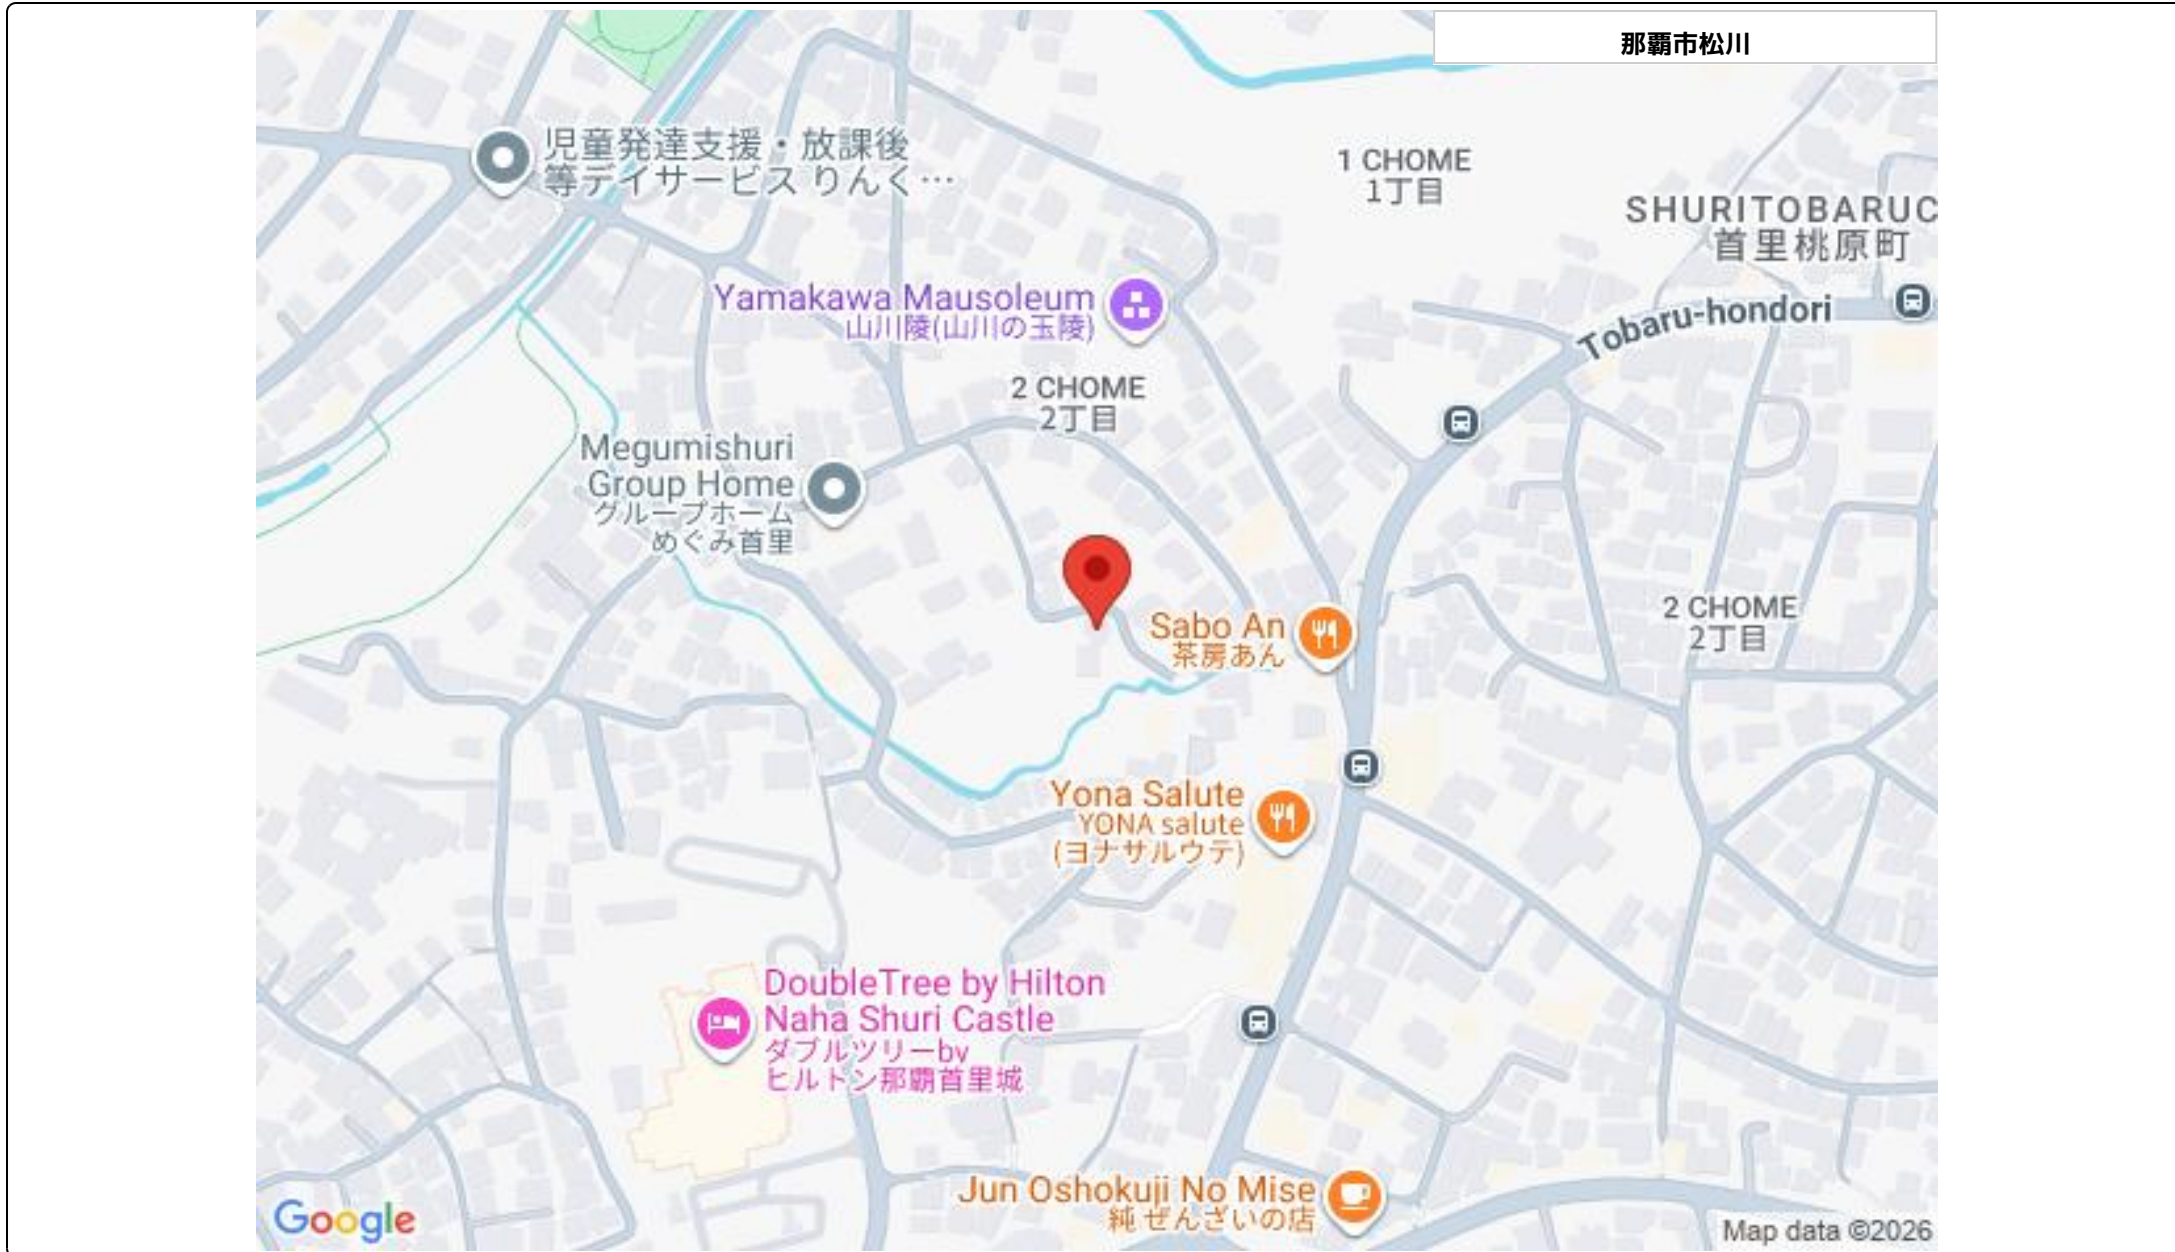 那覇市松川
児童発達支援・放課後
等デイサービス りんく…
1 CHOME
1丁目
SHURITOBARUC
首里桃原町
Yamakawa Mausoleum
山川陵(山川の玉陵)
Tobaru-hondori
2 CHOME
2丁目
Megumishuri
Group Home
グループホーム
めぐみ首里
Sabo An
茶房あん
2 CHOME
2丁目
Yona Salute
YONA salute
(ヨナサルウテ)
DoubleTree by Hilton
Naha Shuri Castle
ダブルツリーby
ヒルトン那覇首里城
Jun Oshokuji No Mise
純 ぜんざいの店
Google
Map data ©2026